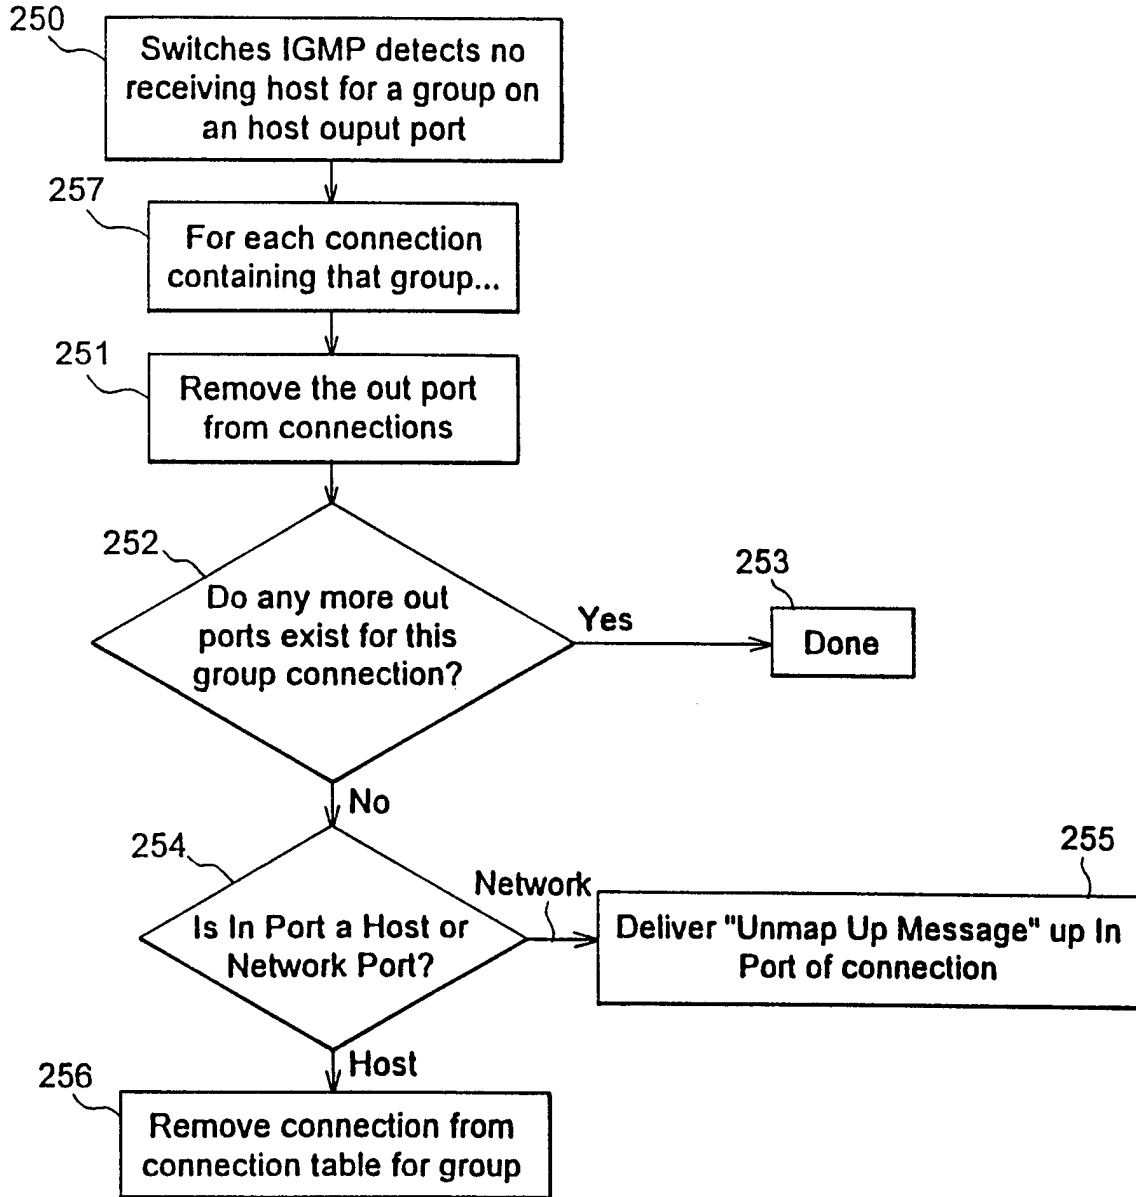 250
Switches IGMP detects no
receiving host for a group on
an host ouput port
257
For each connection
containing that group...
251
Remove the out port
from connections
252
Do any more out
ports exist for this
group connection?
Yes
253
Done
No
254
Is In Port a Host or
Network Port?
Network
255
Deliver "Unmap Up Message" up In
Port of connection
Host
256
Remove connection from
connection table for group